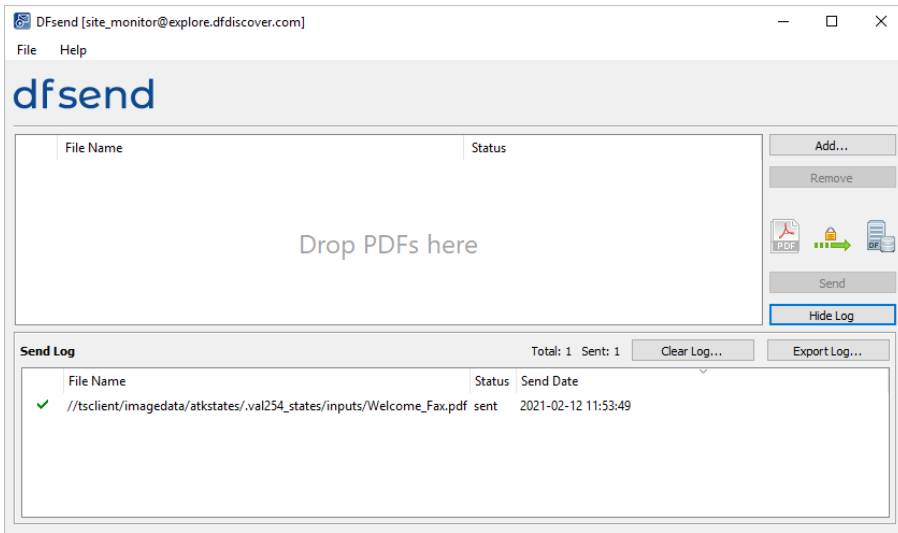 DFsend [site_monitor@explore.dfdiscover.com]
File Help
dfsend
File Name Status
Add...
Remove
Drop PDFs here
PDF DF
Send
Hide Log
Send Log Total: 1 Sent: 1 Clear Log... Export Log...
File Name Status Send Date
//tsclient/imagedata/atkstates/.val254_states/inputs/Welcome_Fax.pdf sent 2021-02-12 11:53:49